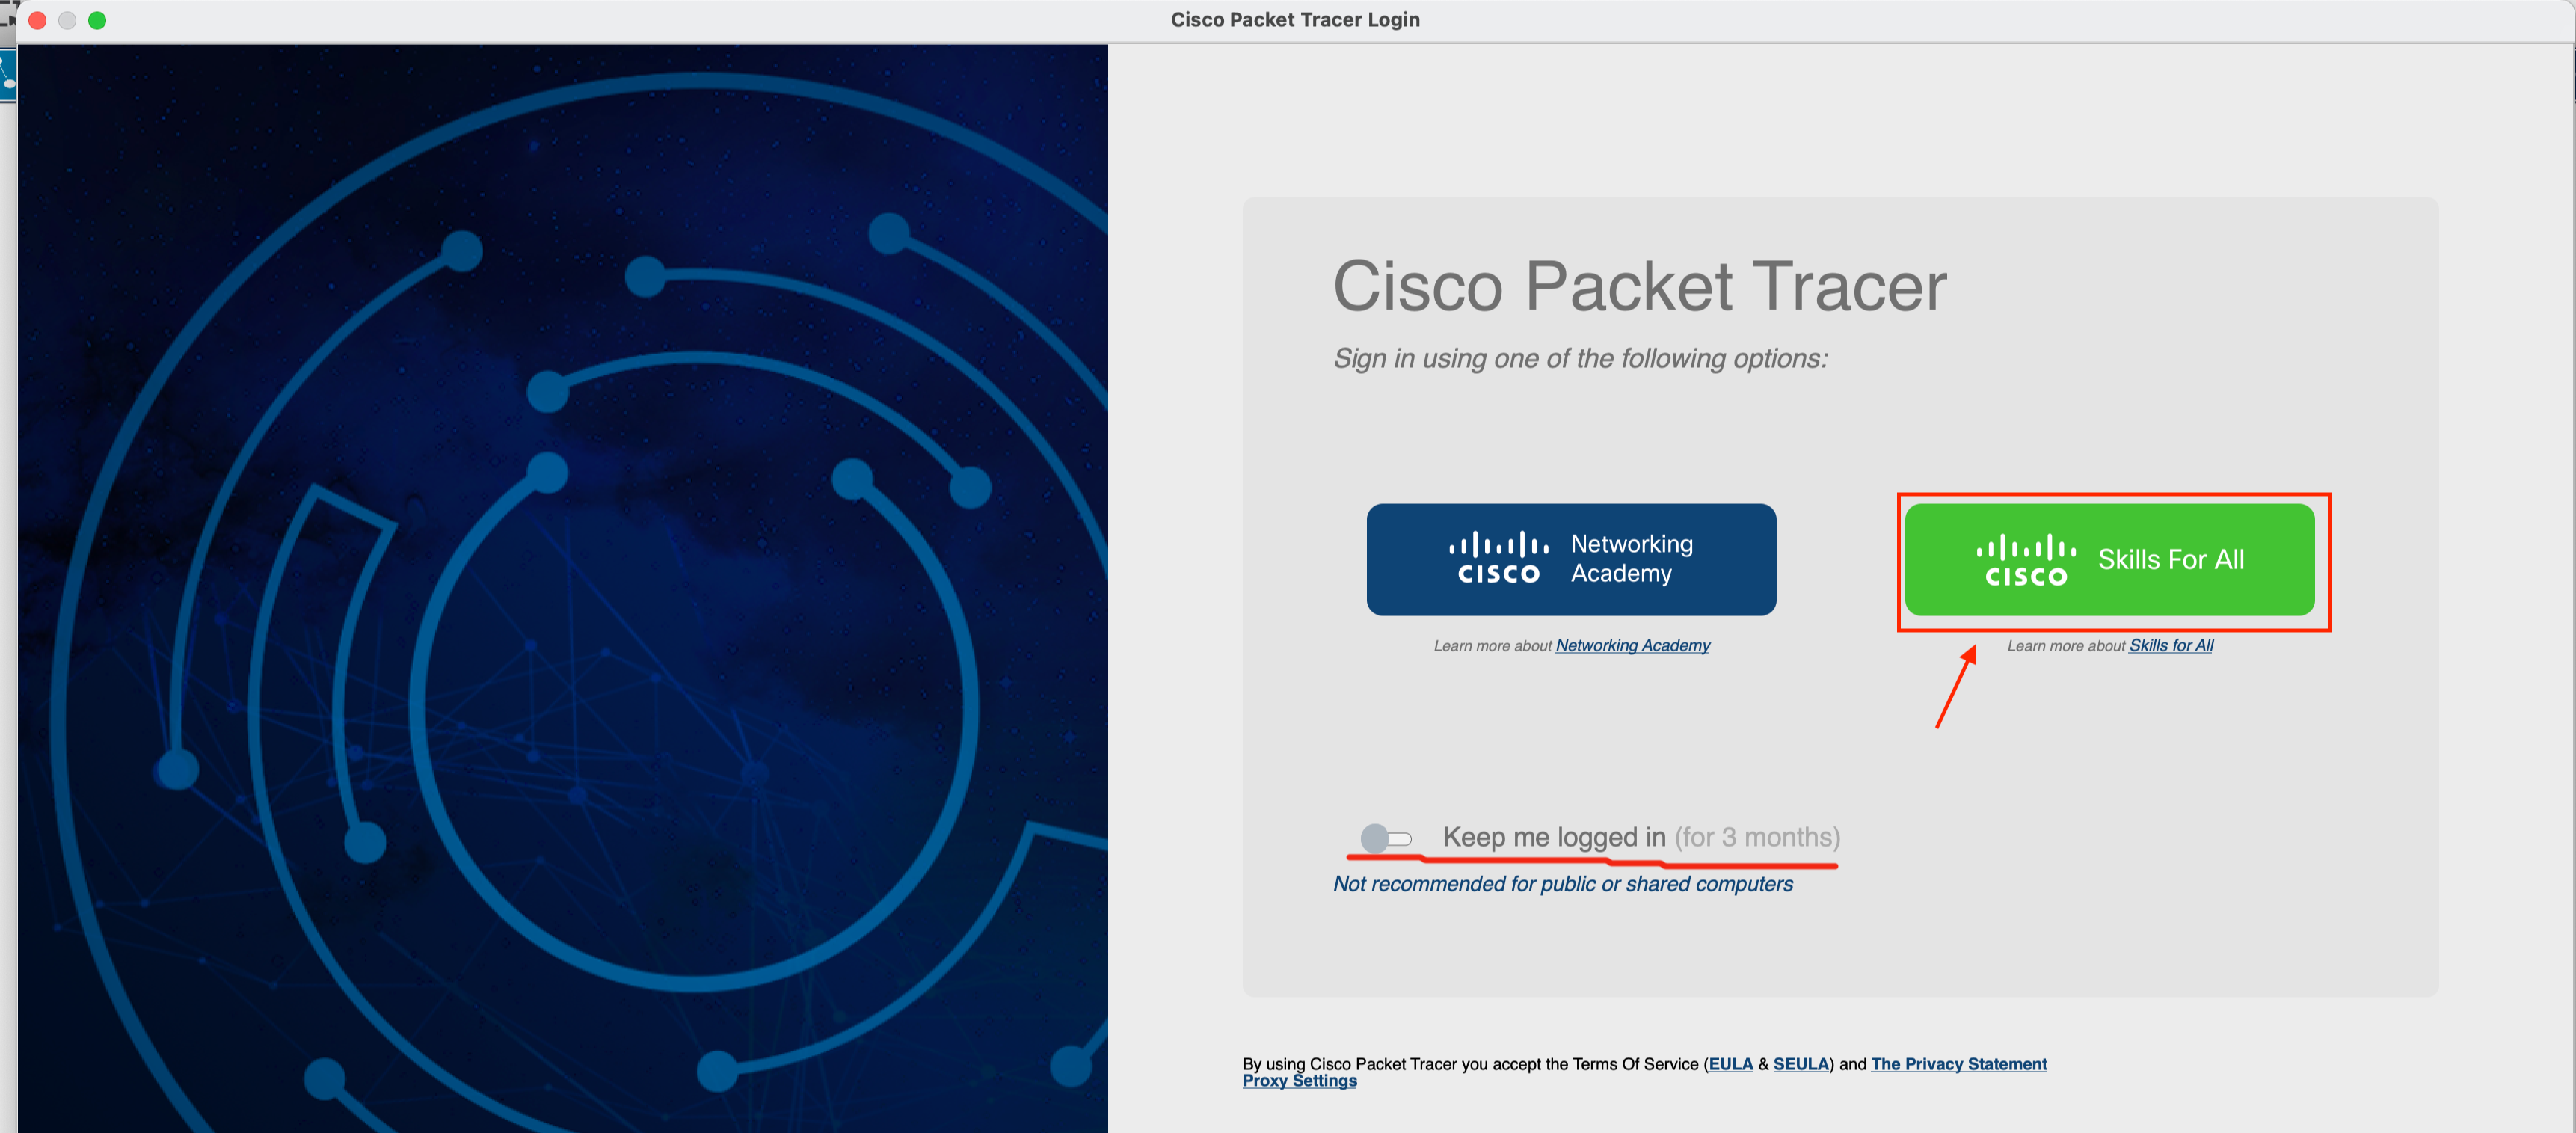 Cisco Packet Tracer Login
Cisco Packet Tracer
Sign in using one of the following options:
CISCO
Networking
Academy
CISCO
Skills For All
Learn more about Networking Academy
Learn more about Skills for All
Keep me logged in (for 3 months)
Not recommended for public or shared computers
By using Cisco Packet Tracer you accept the Terms Of Service (EULA & SEULA) and The Privacy Statement
Proxy Settings